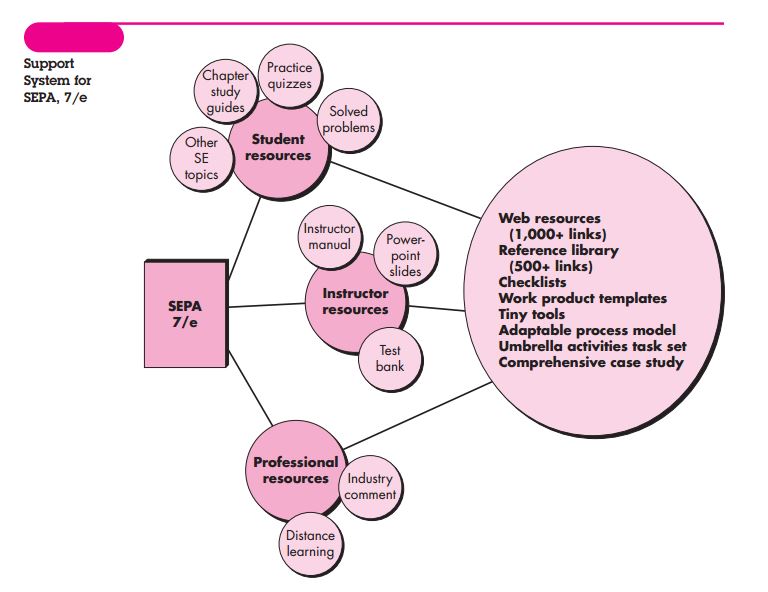 Support
System for
SEPA, 7/e
Practice
quizzes
Chapter
study
guides
Solved
problems
Other
SE
topics
Student
resources
Instructor
manual
Power-
point
slides
Instructor
resources
Test
bank
SEPA
7/e
Web resources
(1,000+ links)
Reference library
(500+ links)
Checklists
Work product templates
Tiny tools
Adaptable process model
Umbrella activities task set
Comprehensive case study
Professional
resources
Industry
comment
Distance
learning